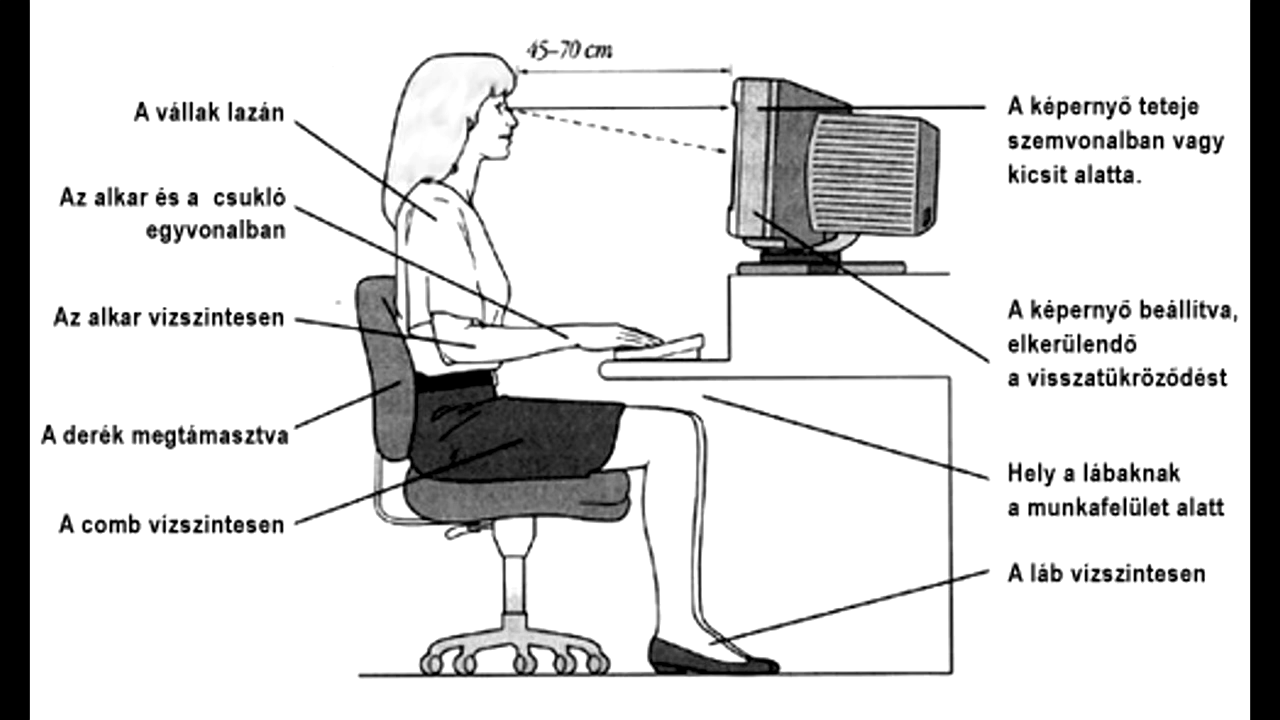 45–70 cm
A vállak lazán
Az alkar és a csukló
egyvonalban
Az alkar vízszintesen
A derék megtámasztva
A comb vízszintesen
A képernyő teteje
szemvonalban vagy
kicsit alatta.
A képernyő beállítva,
elkerülendő
a visszatükröződést
Hely a lábaknak
a munkafelület alatt
A láb vízszintesen